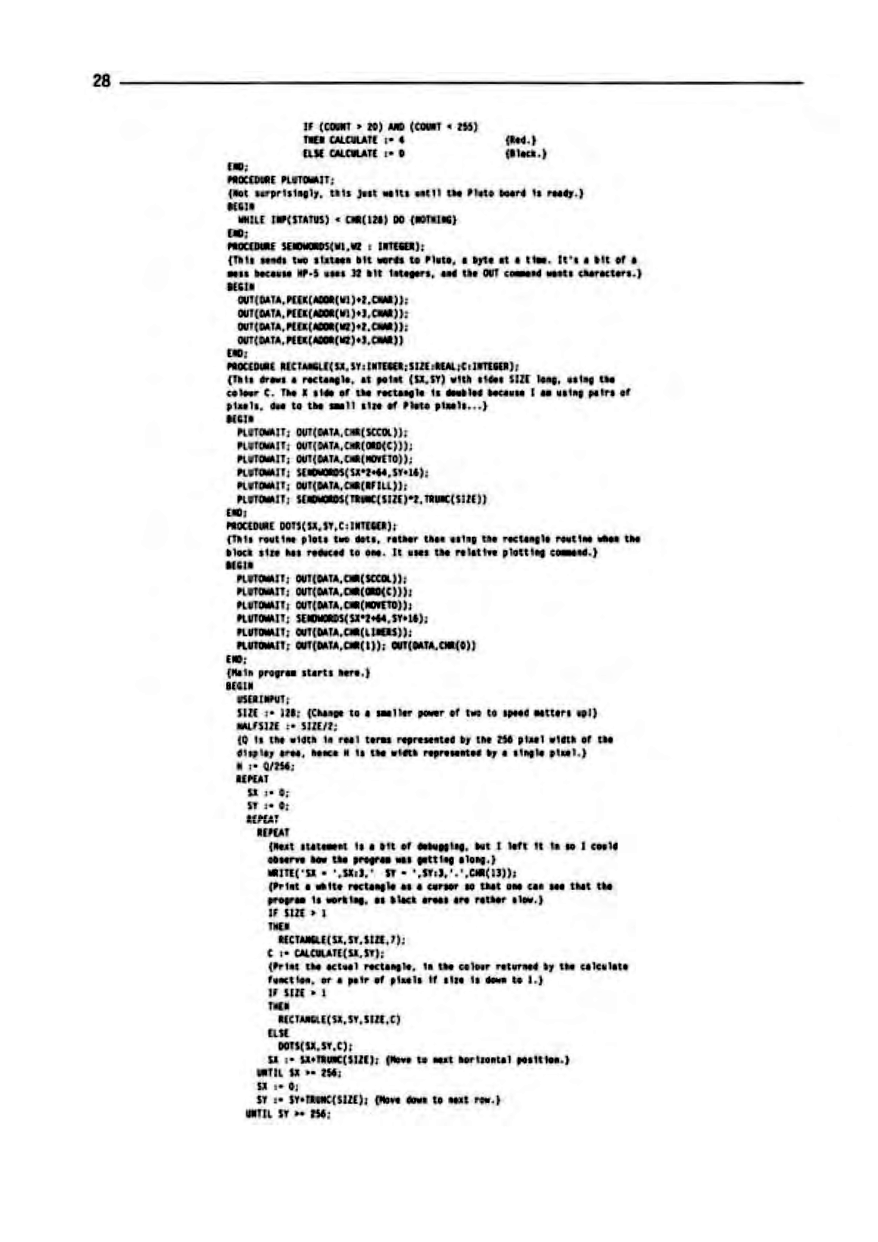 28
IF (COUNT > 20) AND (COUNT < 255)
THEN CALCULATE := 4 {Red.}
ELSE CALCULATE := 0 {Black.}
END;
PROCEDURE PLUTOWAIT;
{Not surprisingly, this just waits until the Pluto board is ready.}
BEGIN
WHILE INP(STATUS) < CHR(128) DO {NOTHING}
END;
PROCEDURE SENDWORDS(W1,W2 : INTEGER);
{This sends two sixteen bit words to Pluto, a byte at a time. It's a bit of a
mess because HP-5 uses 32 bit integers, and the OUT command wants characters.}
BEGIN
OUT(DATA,PEEK(ADDR(W1)+2,CHAR));
OUT(DATA,PEEK(ADDR(W1)+3,CHAR));
OUT(DATA,PEEK(ADDR(W2)+2,CHAR));
OUT(DATA,PEEK(ADDR(W2)+3,CHAR))
END;
PROCEDURE RECTANGLE(SX,SY:INTEGER;SIZE:REAL;C:INTEGER);
{This draws a rectangle, at point (SX,SY) with sides SIZE long, using the
colour C. The X side of the rectangle is doubled because I am using pairs of
pixels, due to the small size of Pluto pixels...}
BEGIN
PLUTOWAIT; OUT(DATA,CHR(SCCOL));
PLUTOWAIT; OUT(DATA,CHR(ORD(C)));
PLUTOWAIT; OUT(DATA,CHR(MOVETO));
PLUTOWAIT; SENDWORDS(SX*2+64,SY+16);
PLUTOWAIT; OUT(DATA,CHR(RFILL));
PLUTOWAIT; SENDWORDS(TRUNC(SIZE)*2,TRUNC(SIZE))
END;
PROCEDURE DOTS(SX,SY,C:INTEGER);
{This routine plots two dots, rather than using the rectangle routine when the
block size has reduced to one. It uses the relative plotting command.}
BEGIN
PLUTOWAIT; OUT(DATA,CHR(SCCOL));
PLUTOWAIT; OUT(DATA,CHR(ORD(C)));
PLUTOWAIT; OUT(DATA,CHR(MOVETO));
PLUTOWAIT; SENDWORDS(SX*2+64,SY+16);
PLUTOWAIT; OUT(DATA,CHR(LINERS));
PLUTOWAIT; OUT(DATA,CHR(1)); OUT(DATA,CHR(0))
END;
{Main program starts here.}
BEGIN
USERINPUT;
SIZE := 128; {Change to a smaller power of two to speed matters up!}
HALFSIZE := SIZE/2;
{Q is the width in real terms represented by the 256 pixel width of the
display area, hence H is the width represented by a single pixel.}
H := Q/256;
REPEAT
SX := 0;
SY := 0;
REPEAT
REPEAT
{Next statement is a bit of debugging, but I left it in so I could
observe how the program was getting along.}
WRITE('SX = ',SX:3,' SY = ',SY:3,'.',CHR(13));
{Print a white rectangle as a cursor so that one can see that the
program is working, as black areas are rather slow.}
IF SIZE > 1
THEN
RECTANGLE(SX,SY,SIZE,7);
C := CALCULATE(SX,SY);
{Print the actual rectangle, in the colour returned by the calculate
function, or a pair of pixels if size is down to 1.}
IF SIZE > 1
THEN
RECTANGLE(SX,SY,SIZE,C)
ELSE
DOTS(SX,SY,C);
SX := SX+TRUNC(SIZE); {Move to next horizontal position.}
UNTIL SX >= 256;
SX := 0;
SY := SY+TRUNC(SIZE); {Move down to next row.}
UNTIL SY >= 256;